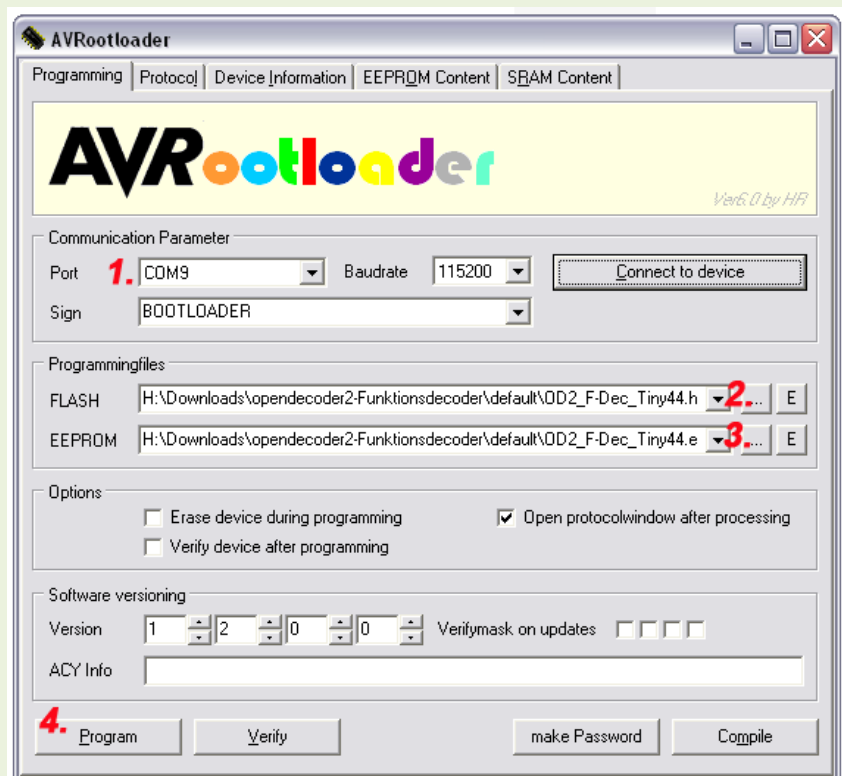 AVRootloader
Programming Protocol Device Information EEPROM Content SRAM Content
AVRootloader
Ver6.0 by HR
Communication Parameter
Port 1. COM9 Baudrate 115200 Connect to device
Sign BOOTLOADER
Programmingfiles
FLASH H:\Downloads\opendecoder2-Funktionsdecoder\default\OD2_F-Dec_Tiny44.h 2. ... E
EEPROM H:\Downloads\opendecoder2-Funktionsdecoder\default\OD2_F-Dec_Tiny44.e 3. ... E
Options
Erase device during programming Open protocolwindow after processing
Verify device after programming
Software versioning
Version 1 2 0 0 Verifymask on updates
ACY Info
4. Program Verify make Password Compile